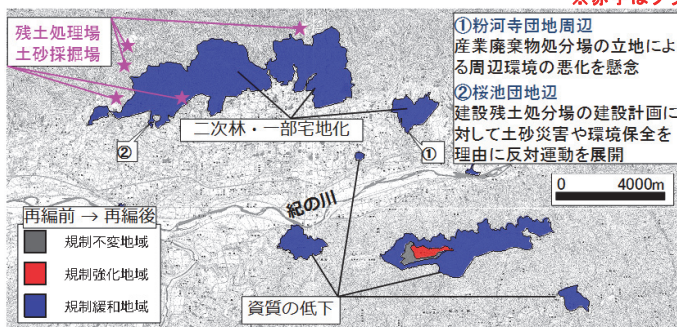 残土処理場
土砂採掘場
①粉河寺団地周辺
産業廃棄物処分場の立地によ
る周辺環境の悪化を懸念
②桜池団地辺
建設残土処分場の建設計画に
対して土砂災害や環境保全を
理由に反対運動を展開
二次林・一部宅地化
②
①
0 4000m
紀の川
再編前 → 再編後
規制不変地域
規制強化地域
規制緩和地域
資質の低下